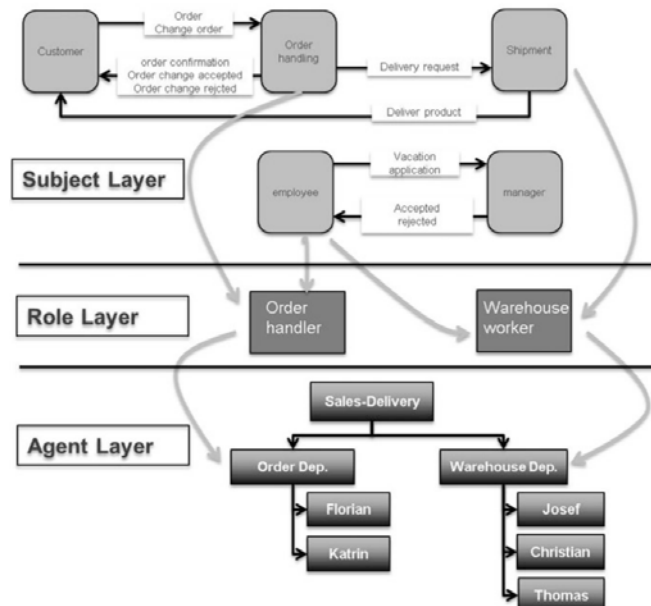 Order
Change order
Customer
Order
handling
Shipment
order confirmation
Order change accepted
Order change rejcted
Delivery request
Deliver product
Subject Layer
employee
Vacation
application
manager
Accepted
rejected
Role Layer
Order
handler
Warehouse
worker
Agent Layer
Sales-Delivery
Order Dep.
Warehouse Dep.
Florian
Josef
Katrin
Christian
Thomas